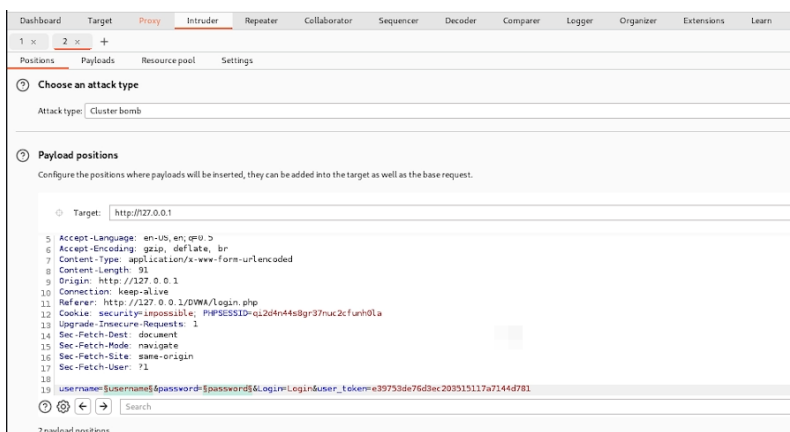 Dashboard Target Proxy Intruder Repeater Collaborator Sequencer Decoder Comparer Logger Organizer Extensions Learn
1 × 2 × +
Positions Payloads Resource pool Settings
? Choose an attack type
Attack type: Cluster bomb
? Payload positions
Configure the positions where payloads will be inserted, they can be added into the target as well as the base request.
Target: http://127.0.0.1
5 Accept-Language: en-US,en;q=0.5
6 Accept-Encoding: gzip, deflate, br
7 Content-Type: application/x-www-form-urlencoded
8 Content-Length: 91
9 Origin: http://127.0.0.1
10 Connection: keep-alive
11 Referer: http://127.0.0.1/DVWA/login.php
12 Cookie: security=impossible; PHPSESSID=qi2d4n44s8gr37nuc2cfunh0la
13 Upgrade-Insecure-Requests: 1
14 Sec-Fetch-Dest: document
15 Sec-Fetch-Mode: navigate
16 Sec-Fetch-Site: same-origin
17 Sec-Fetch-User: ?1
18
19 username=§username§&password=§password§&Login=Login&user_token=e39753de76d3ec203515117a7144d781
? Search
2 payload positions